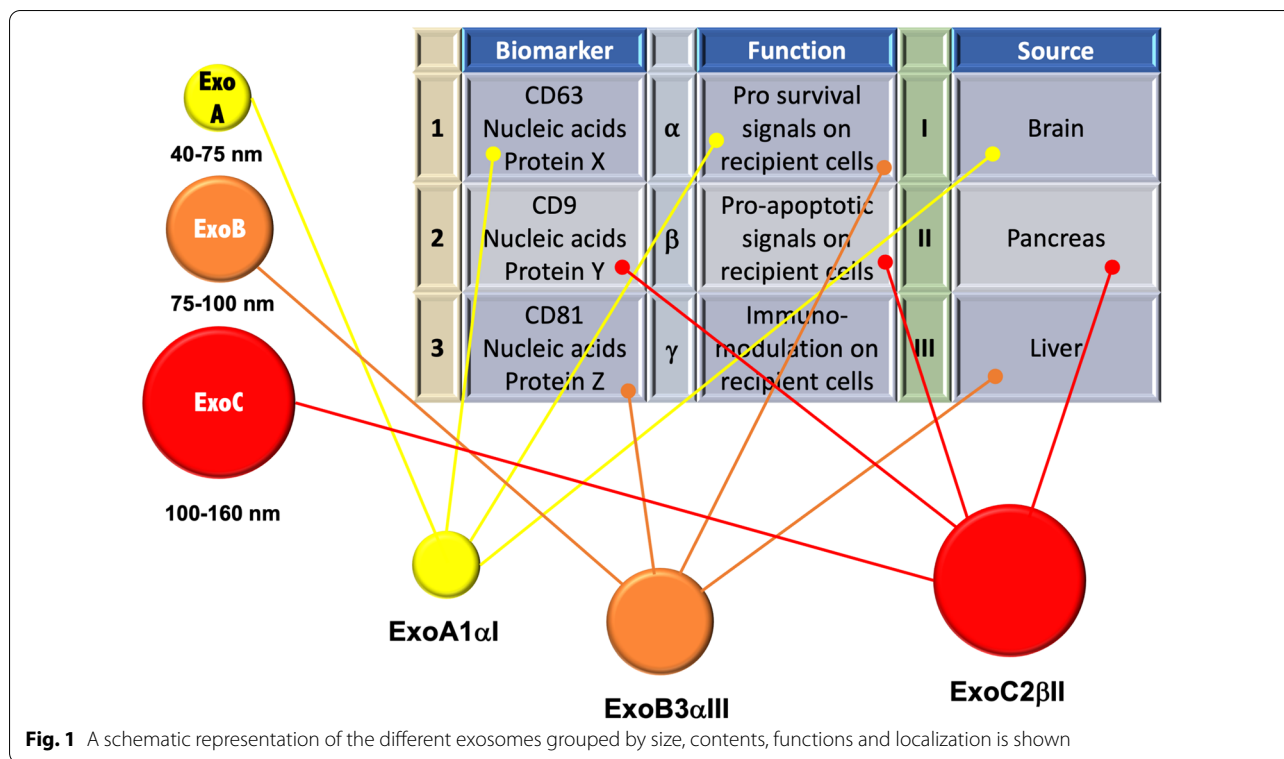 Biomarker
Function
Source
Exo
A
40-75 nm
ExoB
75-100 nm
ExoC
100-160 nm
1
CD63
Nucleic acids
Protein X
α
Pro survival
signals on
recipient cells
I
Brain
2
CD9
Nucleic acids
Protein Y
β
Pro-apoptotic
signals on
recipient cells
II
Pancreas
3
CD81
Nucleic acids
Protein Z
γ
Immuno-
modulation on
recipient cells
III
Liver
ExoA1αI
ExoB3αIII
ExoC2βII
Fig. 1 A schematic representation of the different exosomes grouped by size, contents, functions and localization is shown